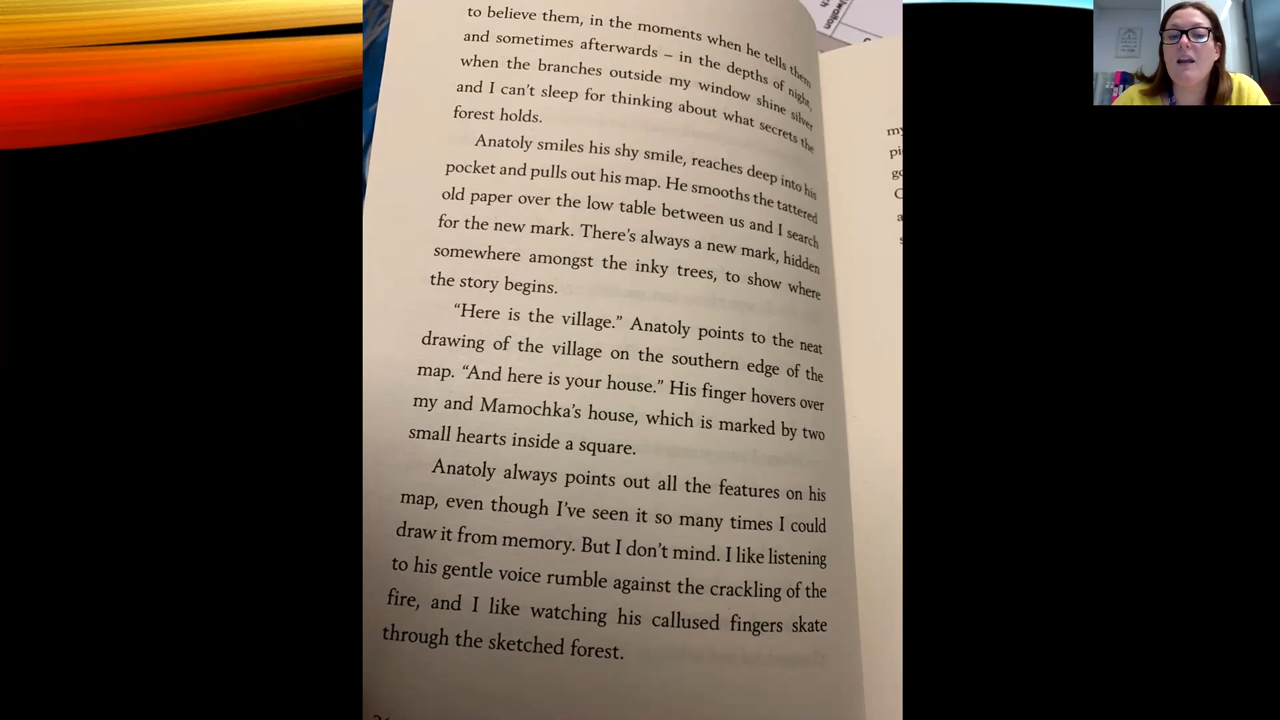 to believe them, in the moments when he tells them
and sometimes afterwards – in the depths of night,
when the branches outside my window shine silver
and I can't sleep for thinking about what secrets the
forest holds.
Anatoly smiles his shy smile, reaches deep into his
pocket and pulls out his map. He smooths the tattered
old paper over the low table between us and I search
for the new mark. There's always a new mark, hidden
somewhere amongst the inky trees, to show where
the story begins.
“Here is the village.” Anatoly points to the neat
drawing of the village on the southern edge of the
map. “And here is your house.” His finger hovers over
my and Mamochka's house, which is marked by two
small hearts inside a square.
Anatoly always points out all the features on his
map, even though I've seen it so many times I could
draw it from memory. But I don't mind. I like listening
to his gentle voice rumble against the crackling of the
fire, and I like watching his callused fingers skate
through the sketched forest.